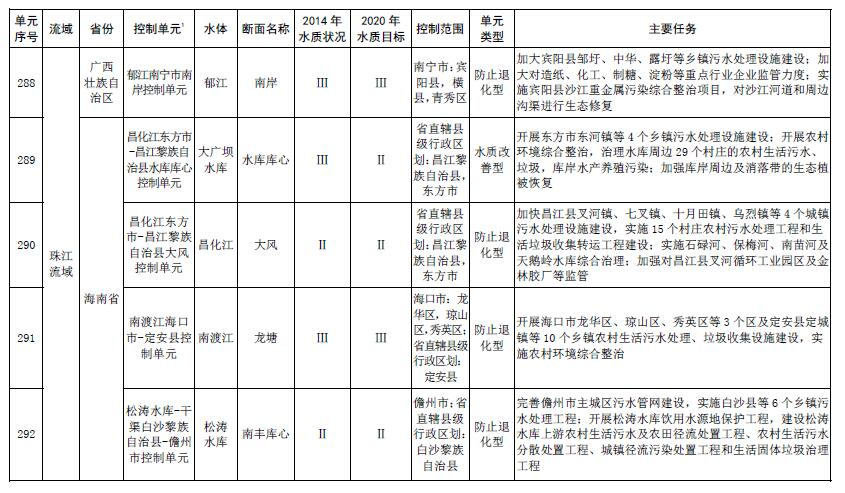 单元
序号
流域
省份
控制单元¹
水体
断面名称
2014 年
水质状况
2020 年
水质目标
控制范围
单元
类型
主要任务
珠江
流域
288
广西
壮族自
治区
郁江南宁市南
岸控制单元
郁江
南岸
III
III
南宁市:宾
阳县,横
县,青秀区
防止退
化型
加大宾阳县邹圩、中华、露圩等乡镇污水处理设施建设;加
大对造纸、化工、制糖、淀粉等重点行业企业监管力度;实
施宾阳县沙江重金属污染综合整治项目,对沙江河道和周边
沟渠进行生态修复
海南省
289
昌化江东方市
-昌江黎族自
治县水库库心
控制单元
大广坝
水库
水库库心
III
II
省直辖县
级行政区
划:昌江黎
族自治县,
东方市
水质改
善型
开展东方市东河镇等 4 个乡镇污水处理设施建设;开展农村
环境综合整治,治理水库周边 29 个村庄的农村生活污水、
垃圾,库岸水产养殖污染;加强库岸周边及消落带的生态植
被恢复
290
昌化江东方
市-昌江黎族
自治县大风
控制单元
昌化江
大风
II
II
省直辖县
级行政区
划:昌江黎
族自治县,
东方市
防止退
化型
加快昌江县叉河镇、七叉镇、十月田镇、乌烈镇等 4 个城镇
污水处理设施建设,实施 15 个村庄农村污水处理工程和生
活垃圾收集转运工程建设;实施石碌河、保梅河、南苗河及
天鹅岭水库综合治理;加强对昌江县叉河循环工业园区及金
林胶厂等监管
291
南渡江海口
市-定安县控
制单元
南渡江
龙塘
III
III
海口市:龙
华区,琼山
区,秀英区;
省直辖县级
行政区划:
定安县
防止退
化型
开展海口市龙华区、琼山区、秀英区等 3 个区及定安县定城
镇等 10 个乡镇农村生活污水处理、垃圾收集设施建设,实
施农村环境综合整治
292
松涛水库-干
渠白沙黎族
自治县-儋州
市控制单元
松涛
水库
南丰库心
II
II
儋州市;省
直辖县级
行政区划:
白沙黎族
自治县
防止退
化型
完善儋州市主城区污水管网建设,实施白沙县等 6 个乡镇污
水处理工程;开展松涛水库饮用水源地保护工程,建设松涛
水库上游农村生活污水及农田径流处置工程、农村生活污水
分散处置工程、城镇径流污染处置工程和生活固体垃圾治理
工程